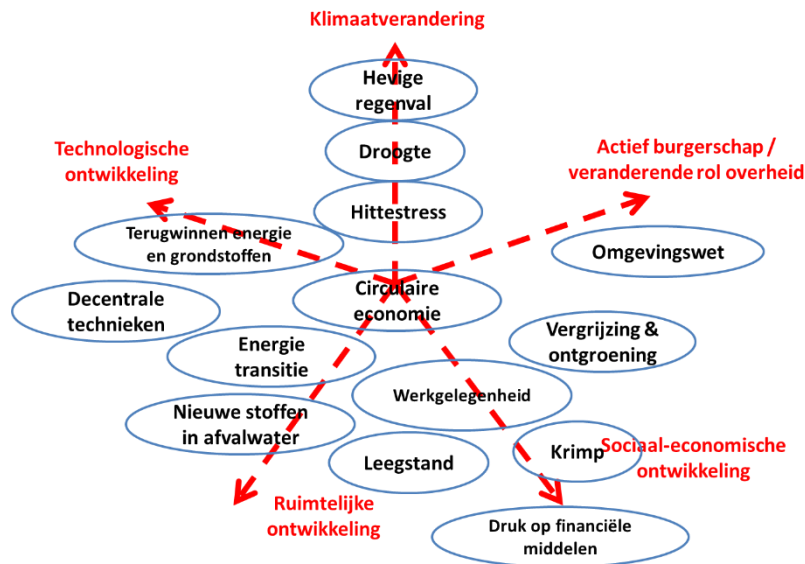 Klimaatverandering
Hevige
regenval
Technologische
ontwikkeling
Droogte
Actief burgerschap /
veranderende rol overheid
Hittestress
Terugwinnen energie
en grondstoffen
Omgevingswet
Decentrale
technieken
Circulaire
economie
Energie
transitie
Vergrijzing &
ontgroening
Werkgelegenheid
Nieuwe stoffen
in afvalwater
Leegstand
Krimp
Sociaal-economische
ontwikkeling
Ruimtelijke
ontwikkeling
Druk op financiële
middelen